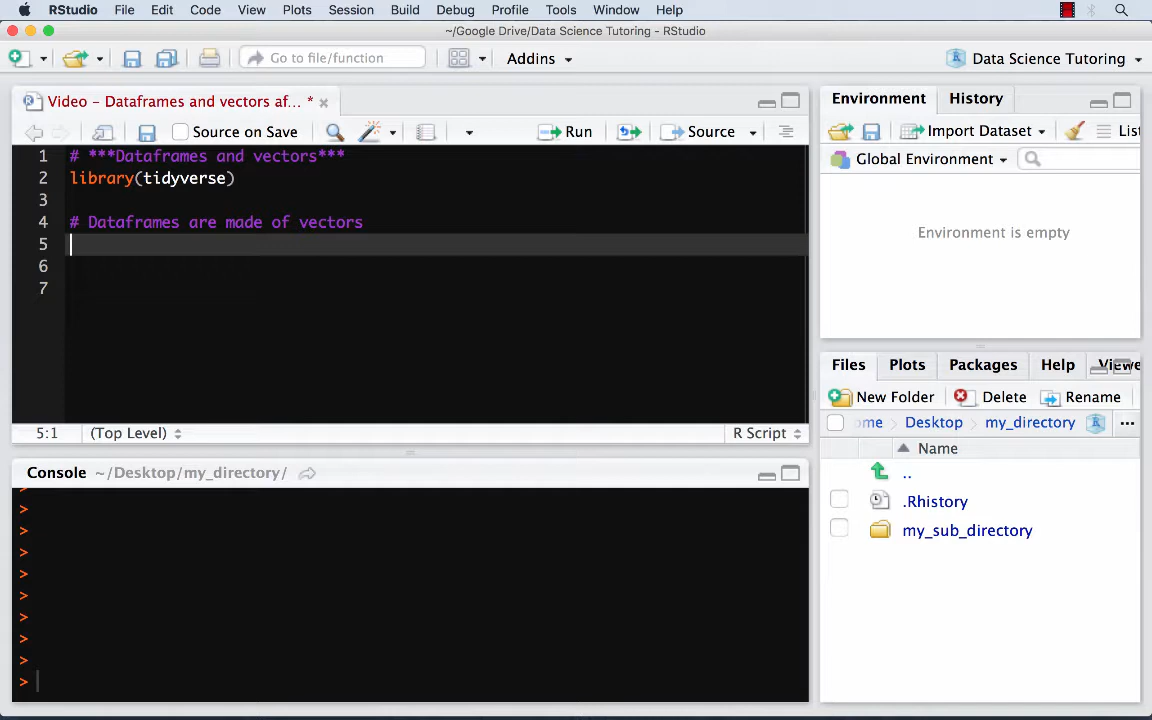 RStudio File Edit Code View Plots Session Build Debug Profile Tools Window Help
~/Google Drive/Data Science Tutoring - RStudio
Go to file/function Addins Data Science Tutoring
Video - Dataframes and vectors af... *
Source on Save Run Source
1 # ***Dataframes and vectors***
2 library(tidyverse)
3
4 # Dataframes are made of vectors
5
6
7
5:1 (Top Level) R Script
Console ~/Desktop/my_directory/
>
>
>
>
>
>
>
>
>
Environment History
Import Dataset List
Global Environment
Environment is empty
Files Plots Packages Help Viewe
New Folder Delete Rename
ome Desktop my_directory ...
Name
..
.Rhistory
my_sub_directory